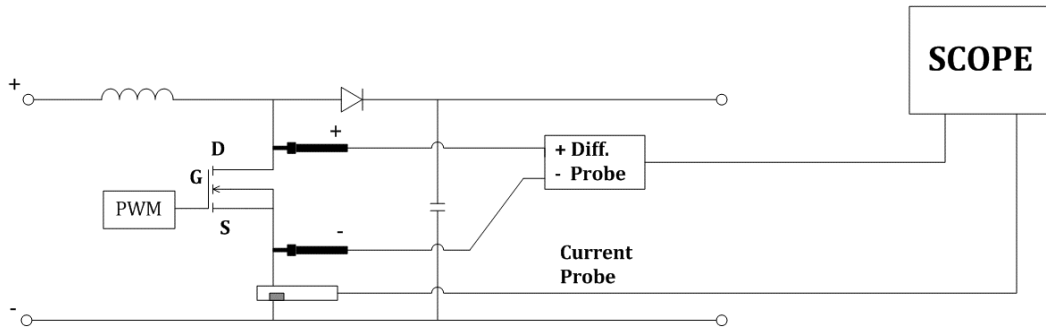 SCOPE
+
+
D
+ Diff.
- Probe
G
PWM
S
-
Current
Probe
-